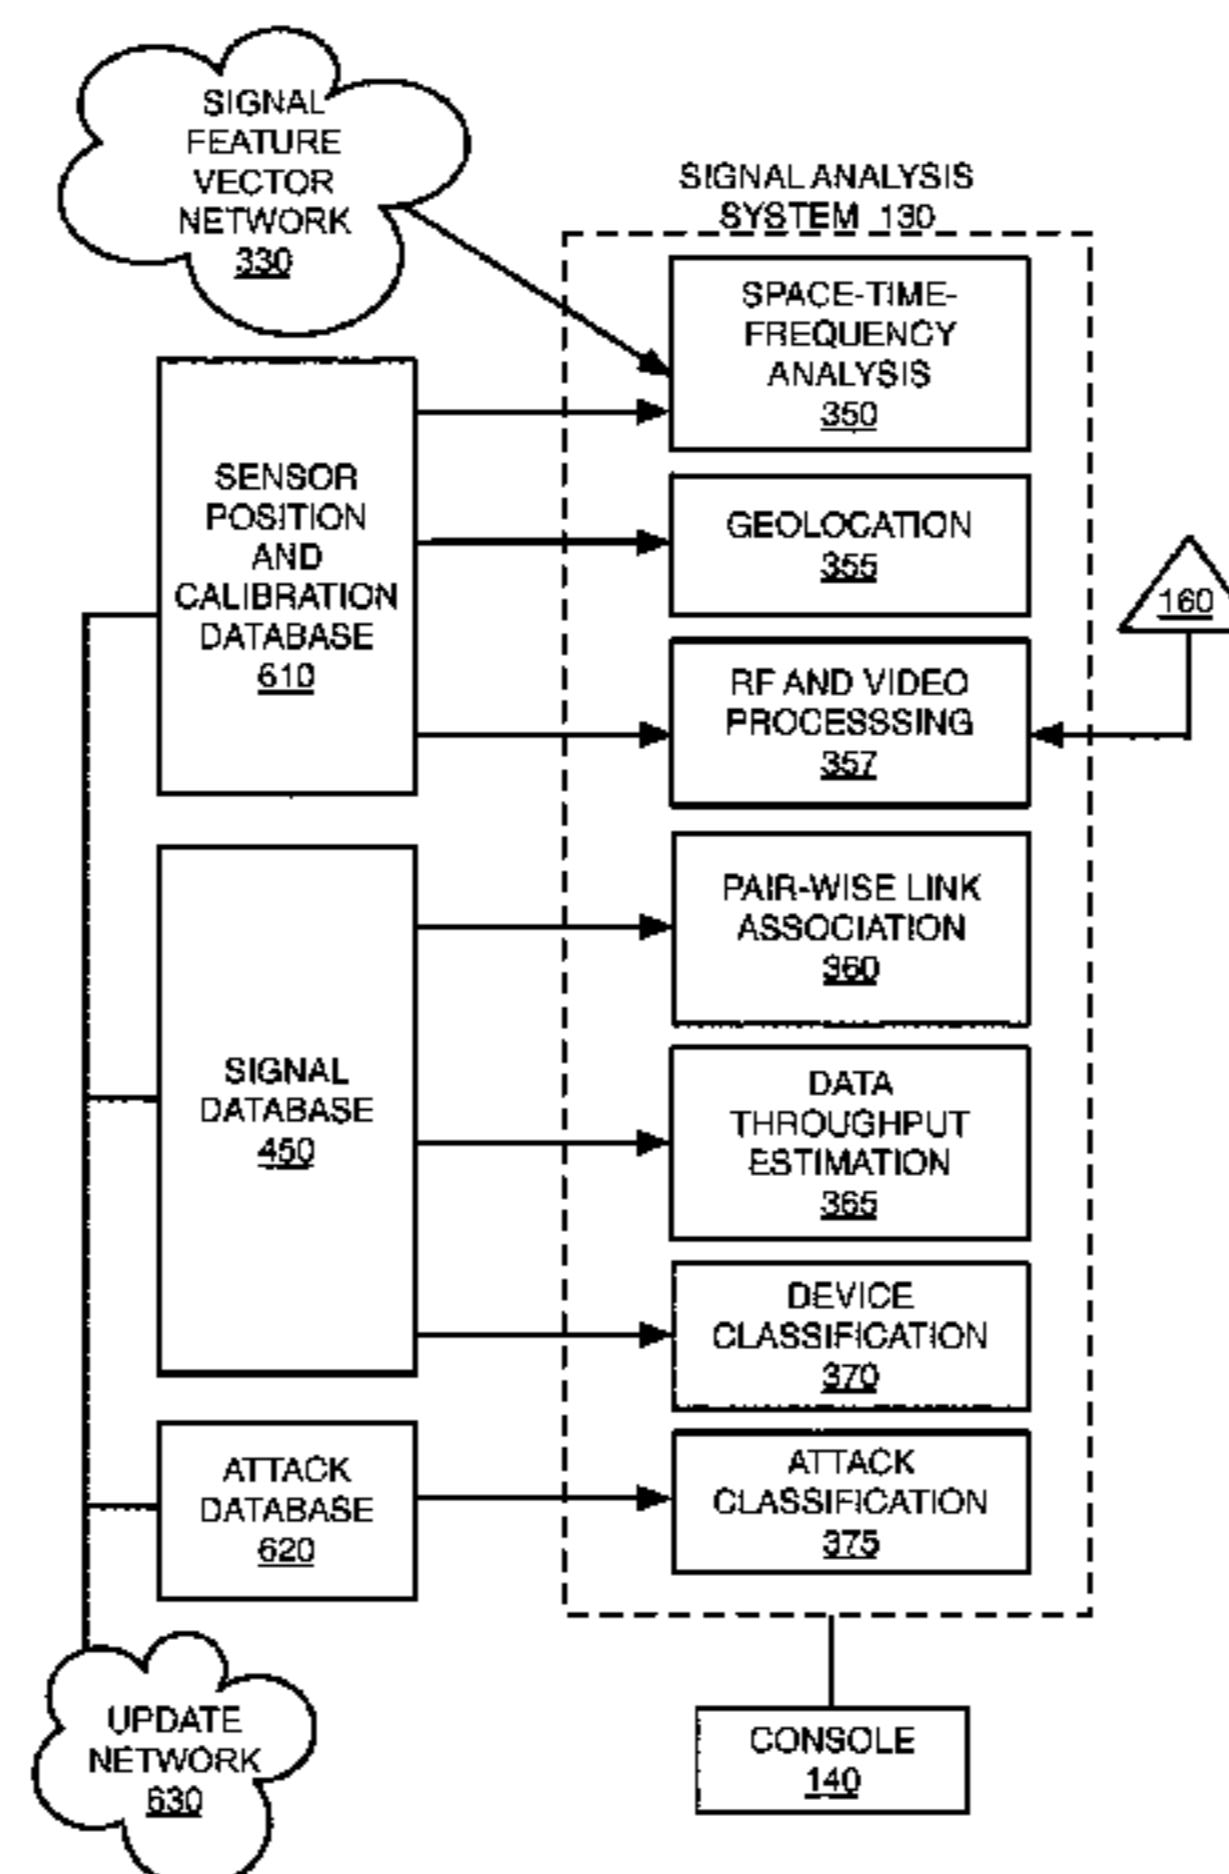 SIGNAL
FEATURE
VECTOR
NETWORK
330
SIGNAL ANALYSIS
SYSTEM 130
SPACE-TIME-
FREQUENCY
ANALYSIS
350
SENSOR
POSITION
AND
CALIBRATION
DATABASE
610
GEOLOCATION
355
160
RF AND VIDEO
PROCESSSING
357
PAIR-WISE LINK
ASSOCIATION
360
SIGNAL
DATABASE
450
DATA
THROUGHPUT
ESTIMATION
365
DEVICE
CLASSIFICATION
370
ATTACK
DATABASE
620
ATTACK
CLASSIFICATION
375
UPDATE
NETWORK
630
CONSOLE
140